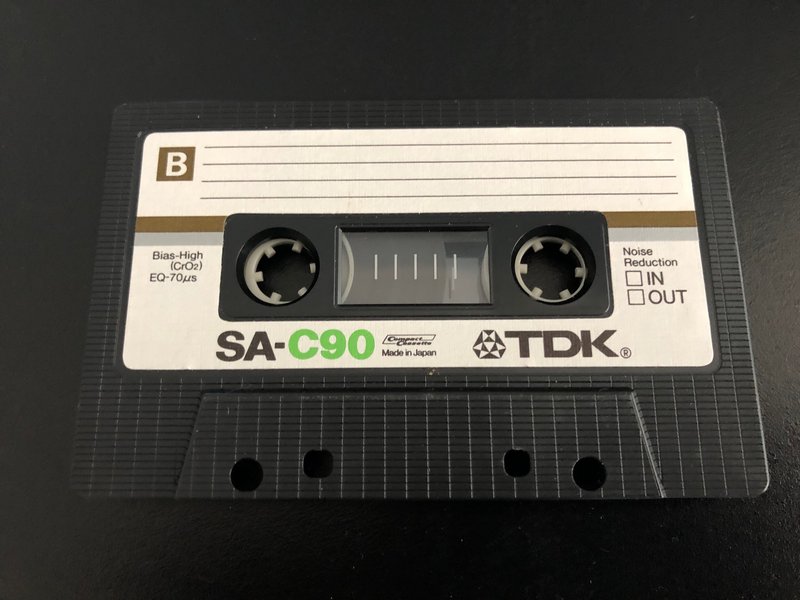 B
Bias-High
(CrO2)
EQ-70μs
Noise
Reduction
IN
OUT
SA-C90
Compact
Cassette
Made in Japan
TDK®